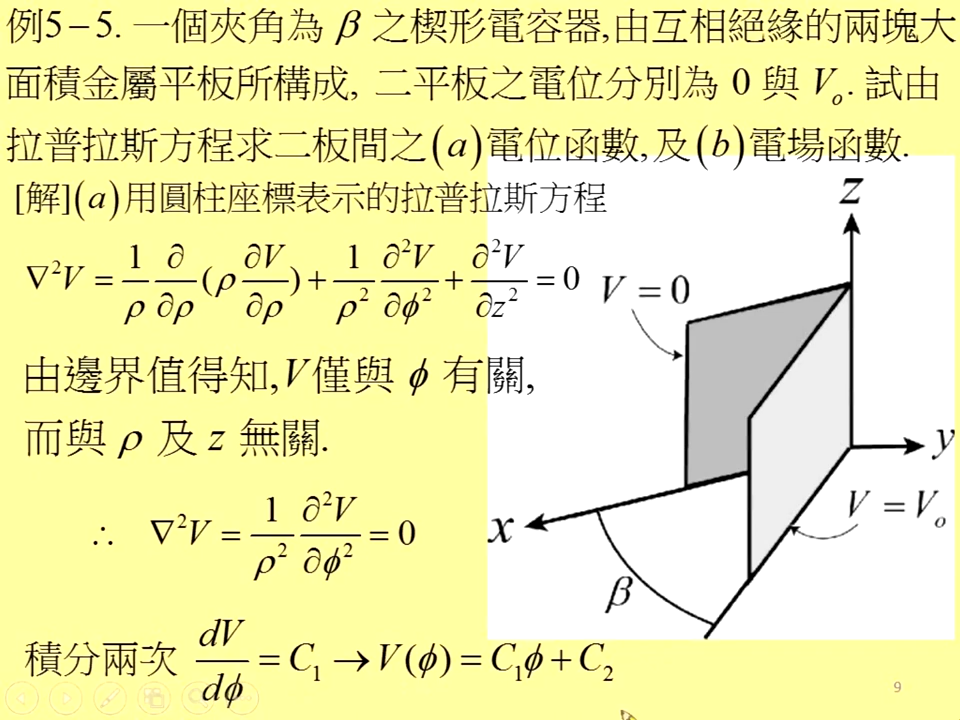 例5－5. 一個夾角為 β 之楔形電容器,由互相絕緣的兩塊大
面積金屬平板所構成, 二平板之電位分別為 0 與 Vₒ. 試由
拉普拉斯方程求二板間之(a)電位函數,及(b)電場函數.
[解](a)用圓柱座標表示的拉普拉斯方程
∇²V = 1/ρ ∂/∂ρ (ρ ∂V/∂ρ) + 1/ρ² ∂²V/∂φ² + ∂²V/∂z² = 0
由邊界值得知,V僅與 φ 有關,
而與 ρ 及 z 無關.
∴ ∇²V = 1/ρ² ∂²V/∂φ² = 0
積分兩次 dV/dφ = C₁ → V(φ) = C₁φ + C₂
z
V = 0
y
V = Vₒ
x
β
9